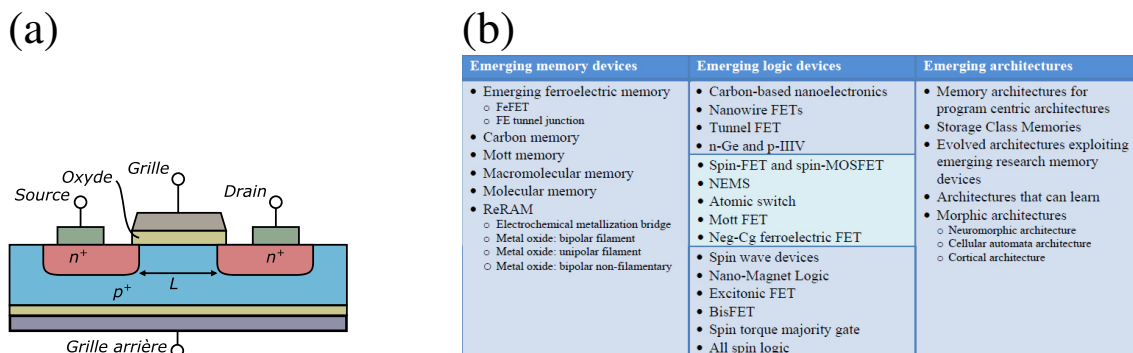 (a)
Grille
Oxyde
Source
Drain
n+
n+
L
p+
Grille arrière
(b)
Emerging memory devices
• Emerging ferroelectric memory
○ FeFET
○ FE tunnel junction
• Carbon memory
• Mott memory
• Macromolecular memory
• Molecular memory
• ReRAM
○ Electrochemical metallization bridge
○ Metal oxide: bipolar filament
○ Metal oxide: unipolar filament
○ Metal oxide: bipolar non-filamentary
Emerging logic devices
• Carbon-based nanoelectronics
• Nanowire FETs
• Tunnel FET
• n-Ge and p-IIIV
• Spin-FET and spin-MOSFET
• NEMS
• Atomic switch
• Mott FET
• Neg-Cg ferroelectric FET
• Spin wave devices
• Nano-Magnet Logic
• Excitonic FET
• BisFET
• Spin torque majority gate
• All spin logic
Emerging architectures
• Memory architectures for
program centric architectures
• Storage Class Memories
• Evolved architectures exploiting
emerging research memory
devices
• Architectures that can learn
• Morphic architectures
○ Neuromorphic architecture
○ Cellular automata architecture
○ Cortical architecture